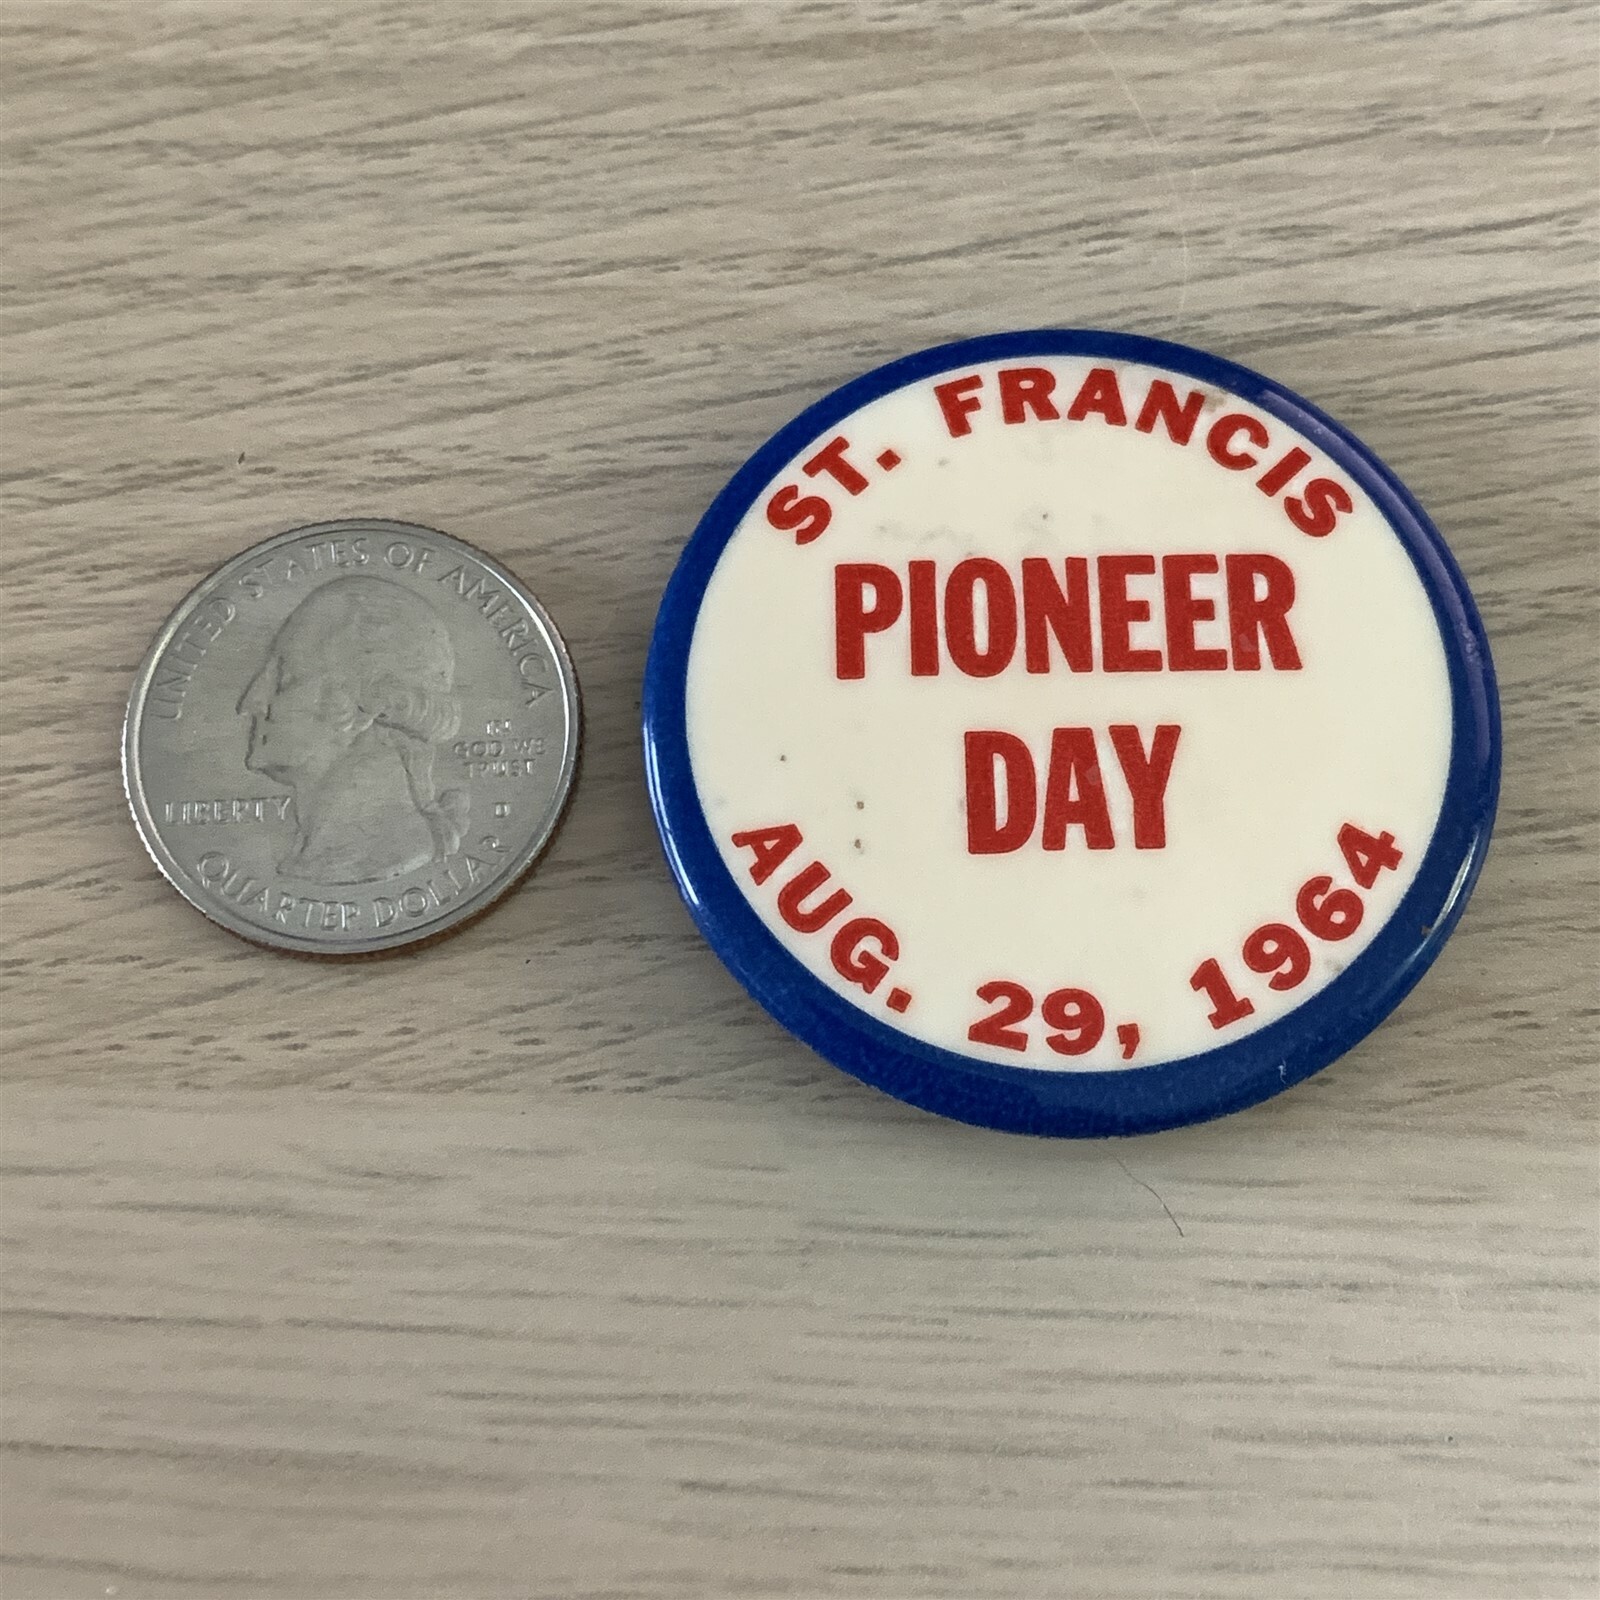 UNITED STATES OF AMERICA
IN
GOD WE
TRUST
LIBERTY
D
QUARTER DOLLAR
ST. FRANCIS
PIONEER
DAY
AUG. 29, 1964